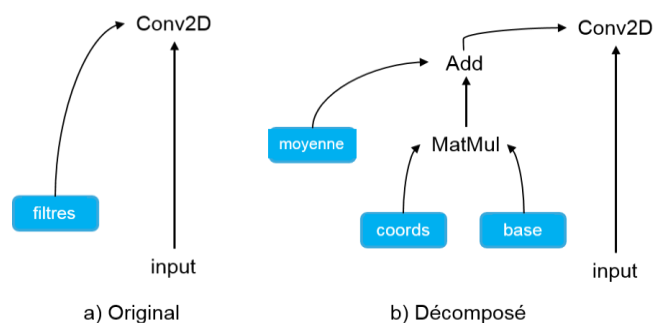 Conv2D
filtres
input
a) Original
Conv2D
Add
moyenne
MatMul
coords
base
input
b) Décomposé